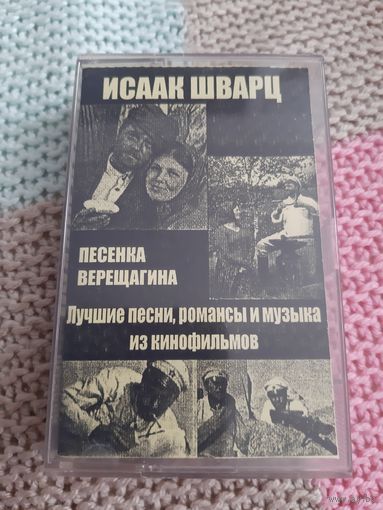 ИСААК ШВАРЦ
ПЕСЕНКА
ВЕРЕЩАГИНА
Лучшие песни, романсы и музыка
из кинофильмов